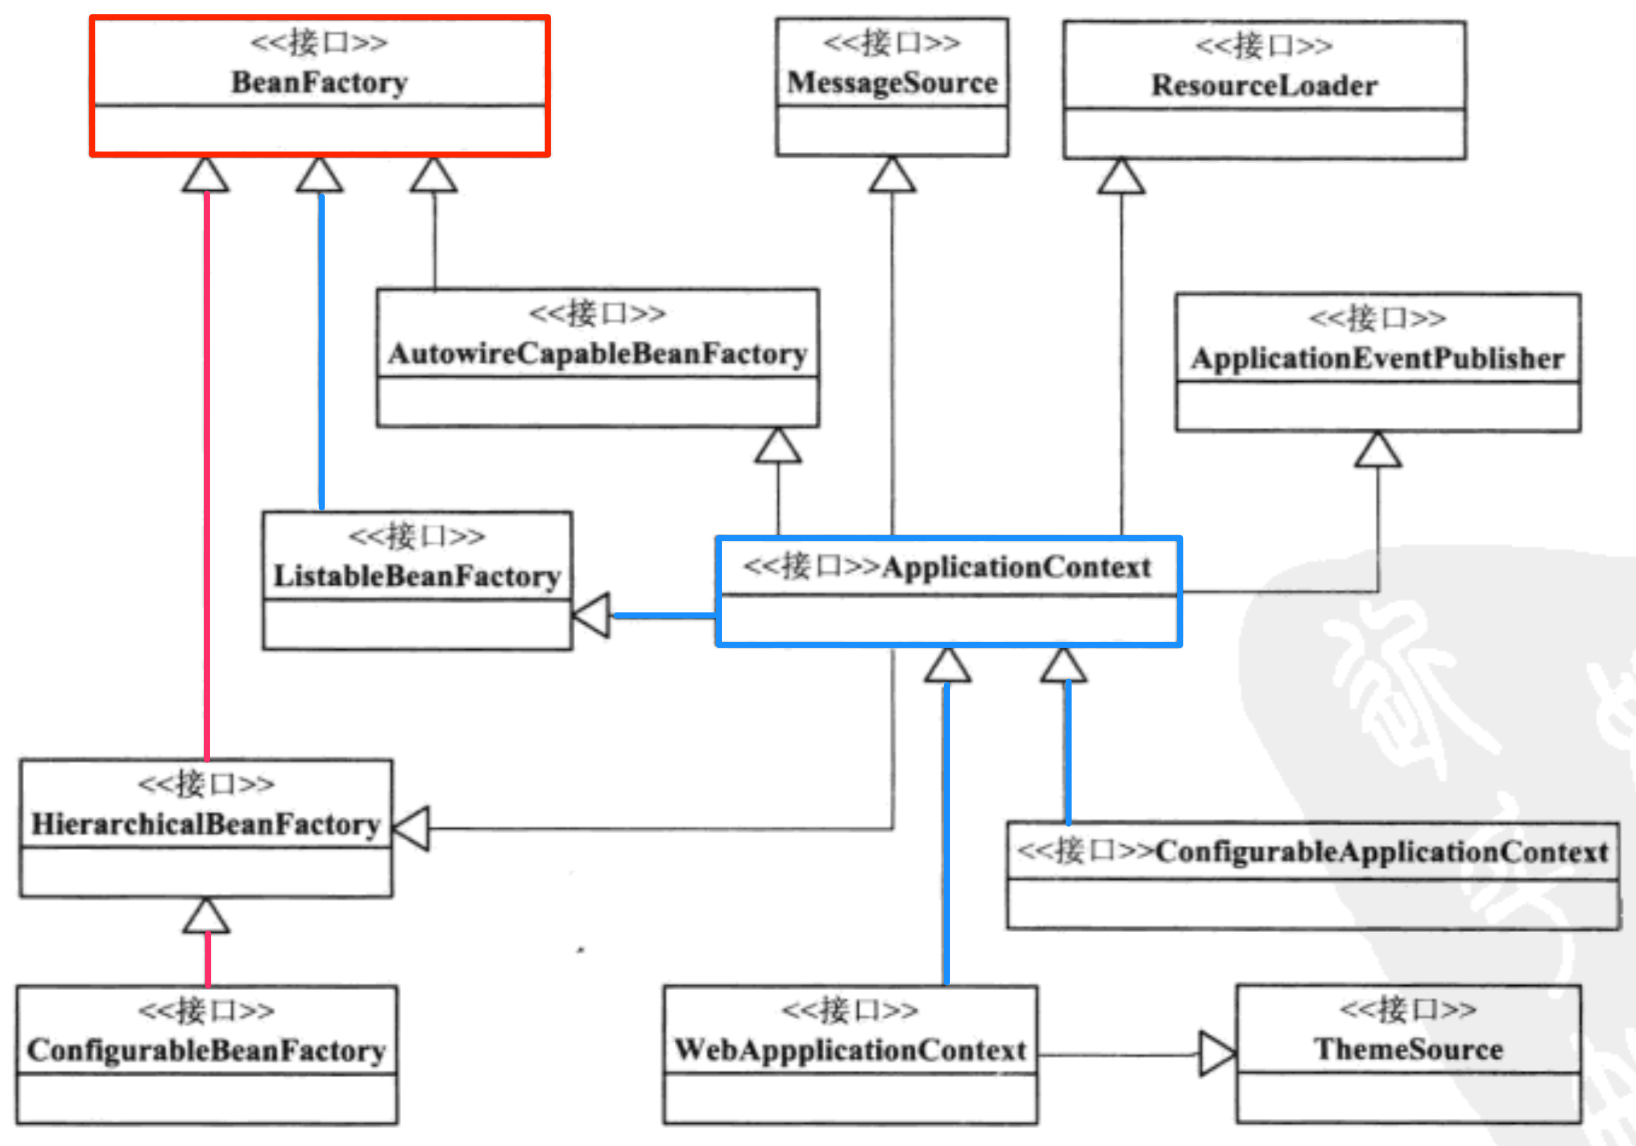 <<接口>>
BeanFactory
<<接口>>
MessageSource
<<接口>>
ResourceLoader
<<接口>>
AutowireCapableBeanFactory
<<接口>>
ApplicationEventPublisher
<<接口>>
ListableBeanFactory
<<接口>>ApplicationContext
<<接口>>
HierarchicalBeanFactory
<<接口>>ConfigurableApplicationContext
<<接口>>
ConfigurableBeanFactory
<<接口>>
WebAppplicationContext
<<接口>>
ThemeSource